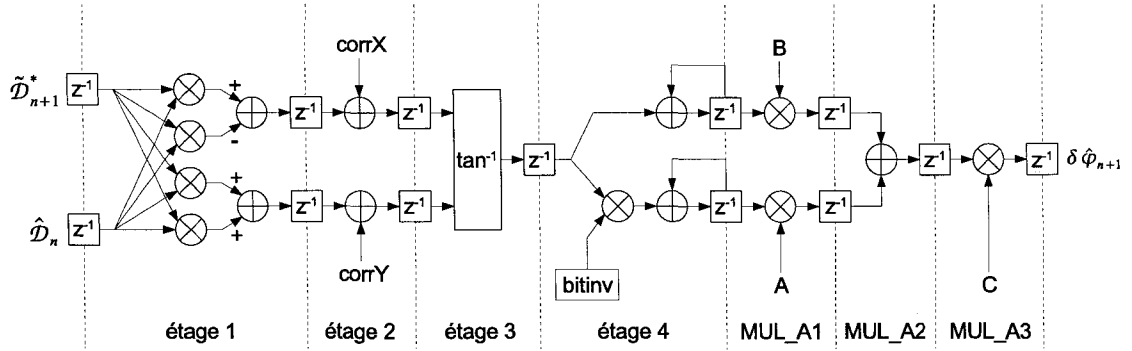 corrX
B
𝒟̃*n+1
z-1
+
-
z-1
z-1
tan-1
z-1
z-1
z-1
z-1
z-1
δ φ̂n+1
𝒟̂n
z-1
+
+
z-1
z-1
z-1
z-1
corrY
bitinv
A
C
étage 1
étage 2
étage 3
étage 4
MUL_A1
MUL_A2
MUL_A3